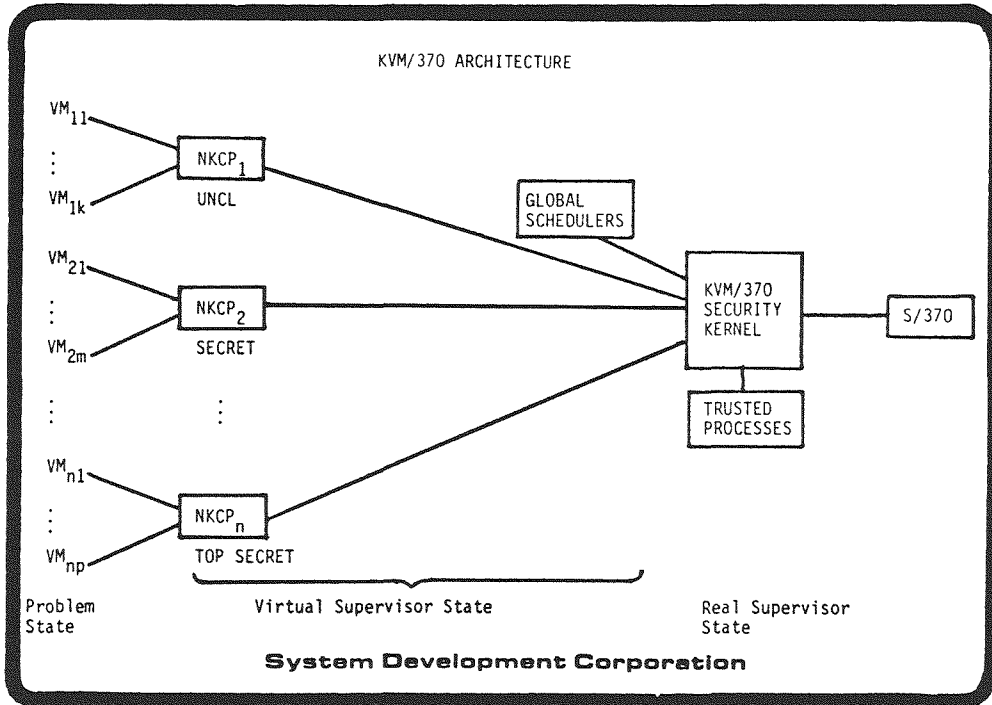 KVM/370 ARCHITECTURE
VM11
⋮
VM1k
NKCP1
UNCL
GLOBAL
SCHEDULERS
VM21
⋮
VM2m
NKCP2
SECRET
KVM/370
SECURITY
KERNEL
S/370
TRUSTED
PROCESSES
⋮
⋮
VMn1
⋮
VMnp
NKCPn
TOP SECRET
Problem
State
Virtual Supervisor State
Real Supervisor
State
System Development Corporation